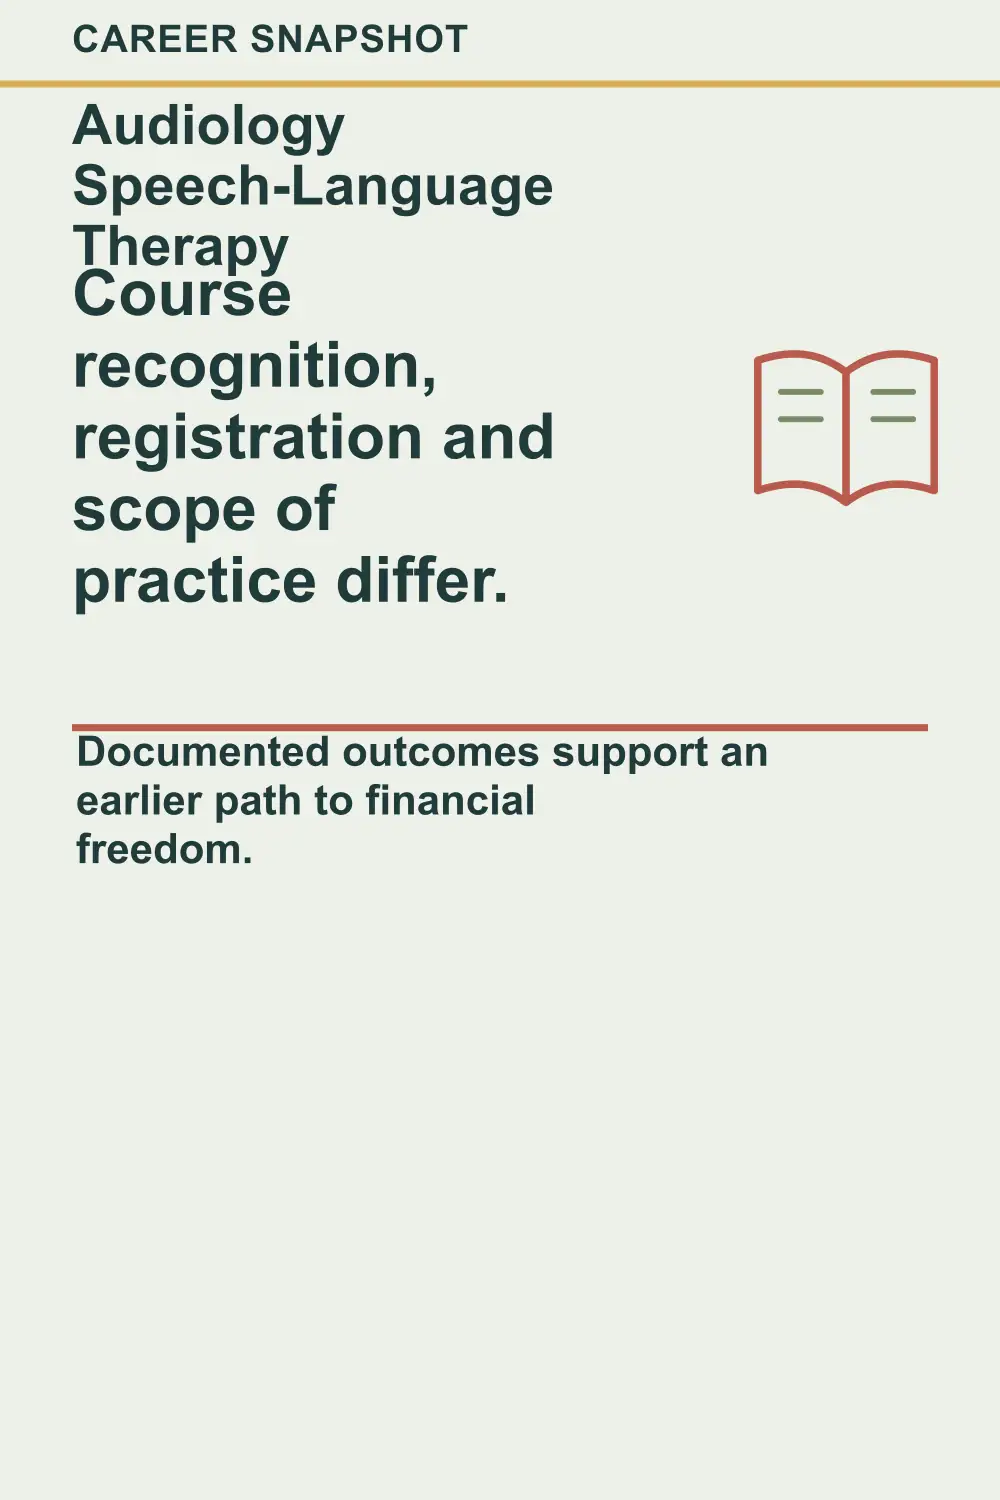 CAREER SNAPSHOT
Audiology
Speech-Language
Therapy
Course
recognition,
registration and
scope of
practice differ.
Documented outcomes support an
earlier path to financial
freedom.